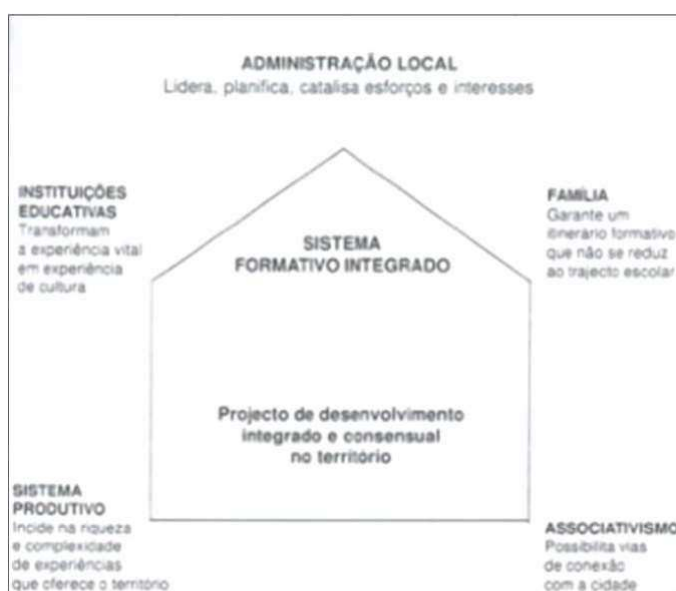 ADMINISTRAÇÃO LOCAL
Lidera, planifica, catalisa esforços e interesses
INSTITUIÇÕES
EDUCATIVAS
Transformam
a experiência vital
em experiência
de cultura
FAMÍLIA
Garante um
itinerário formativo
que não se reduz
ao trajecto escolar
SISTEMA
FORMATIVO INTEGRADO
Projecto de desenvolvimento
integrado e consensual
no território
SISTEMA
PRODUTIVO
Incide na riqueza
e complexidade
de experiências
que oferece o território
ASSOCIATIVISMO
Possibilita vias
de conexão
com a cidade